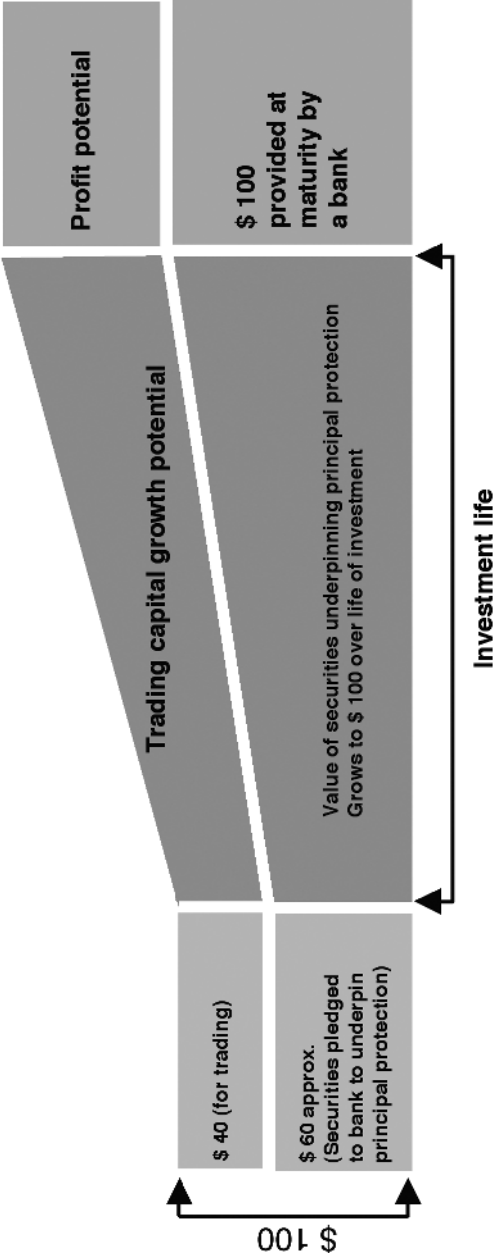 $ 100
$ 40 (for trading)
$ 60 approx.
(Securities pledged
to bank to underpin
principal protection)
Trading capital growth potential
Value of securities underpinning principal protection
Grows to $ 100 over life of investment
Profit potential
$ 100
provided at
maturity by
a bank
Investment life